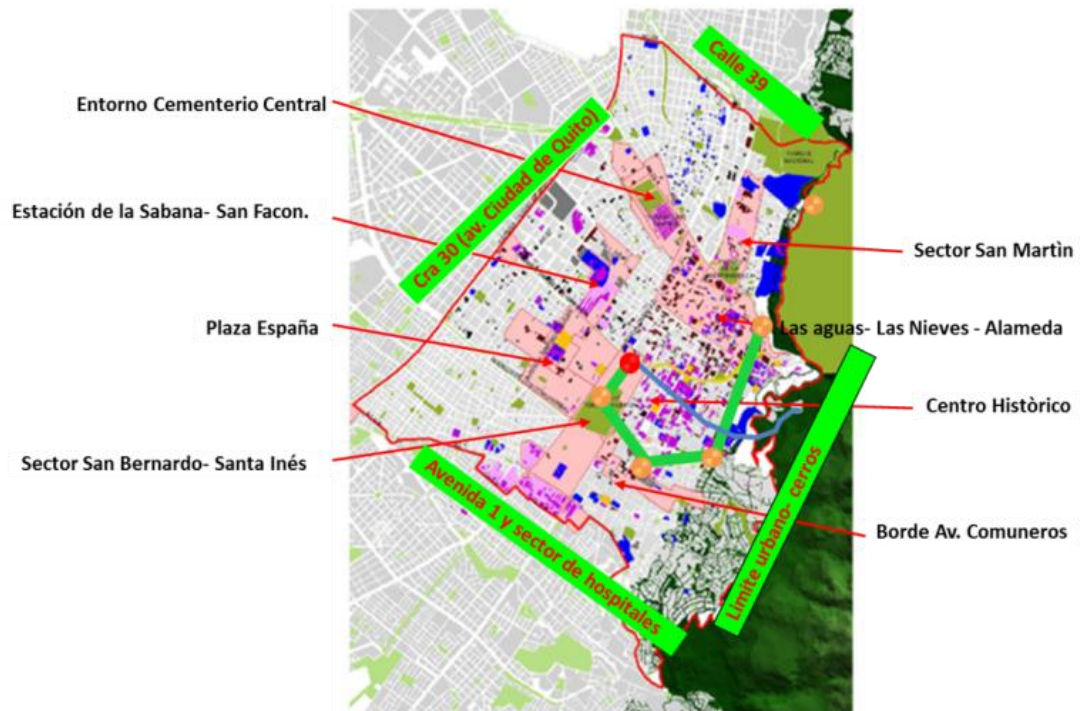 Calle 39
Entorno Cementerio Central
Cra 30 (av. Ciudad de Quito)
PARQUE
NACIONAL
Estación de la Sabana- San Facon.
Sector San Martìn
Plaza España
Las aguas- Las Nieves - Alameda
Centro Històrico
Sector San Bernardo- Santa Inés
Avenida 1 y sector de hospitales
Limite urbano- cerros
Borde Av. Comuneros